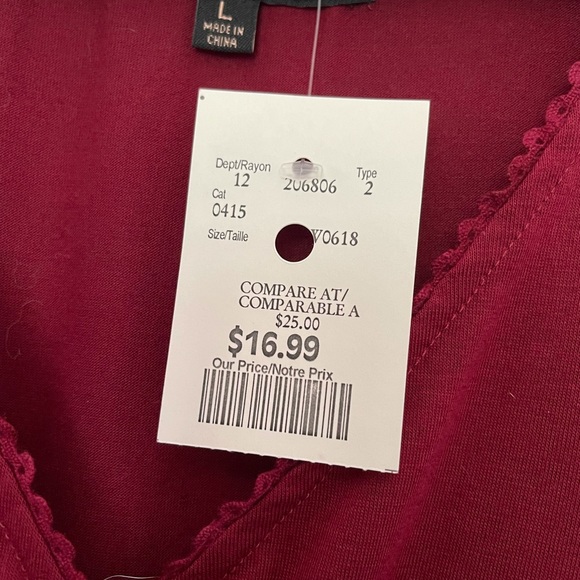 L
MADE IN
CHINA
Dept/Rayon Type
12 206806 2
Cat
0415
Size/Taille V0618
COMPARE AT/
COMPARABLE A
$25.00
$16.99
Our Price/Notre Prix